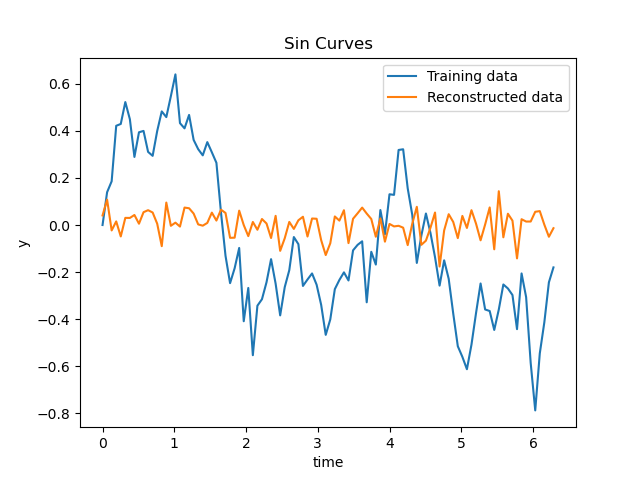 Sin Curves
Training data
Reconstructed data
0.6
0.4
0.2
0.0
−0.2
−0.4
−0.6
−0.8
y
0 1 2 3 4 5 6
time